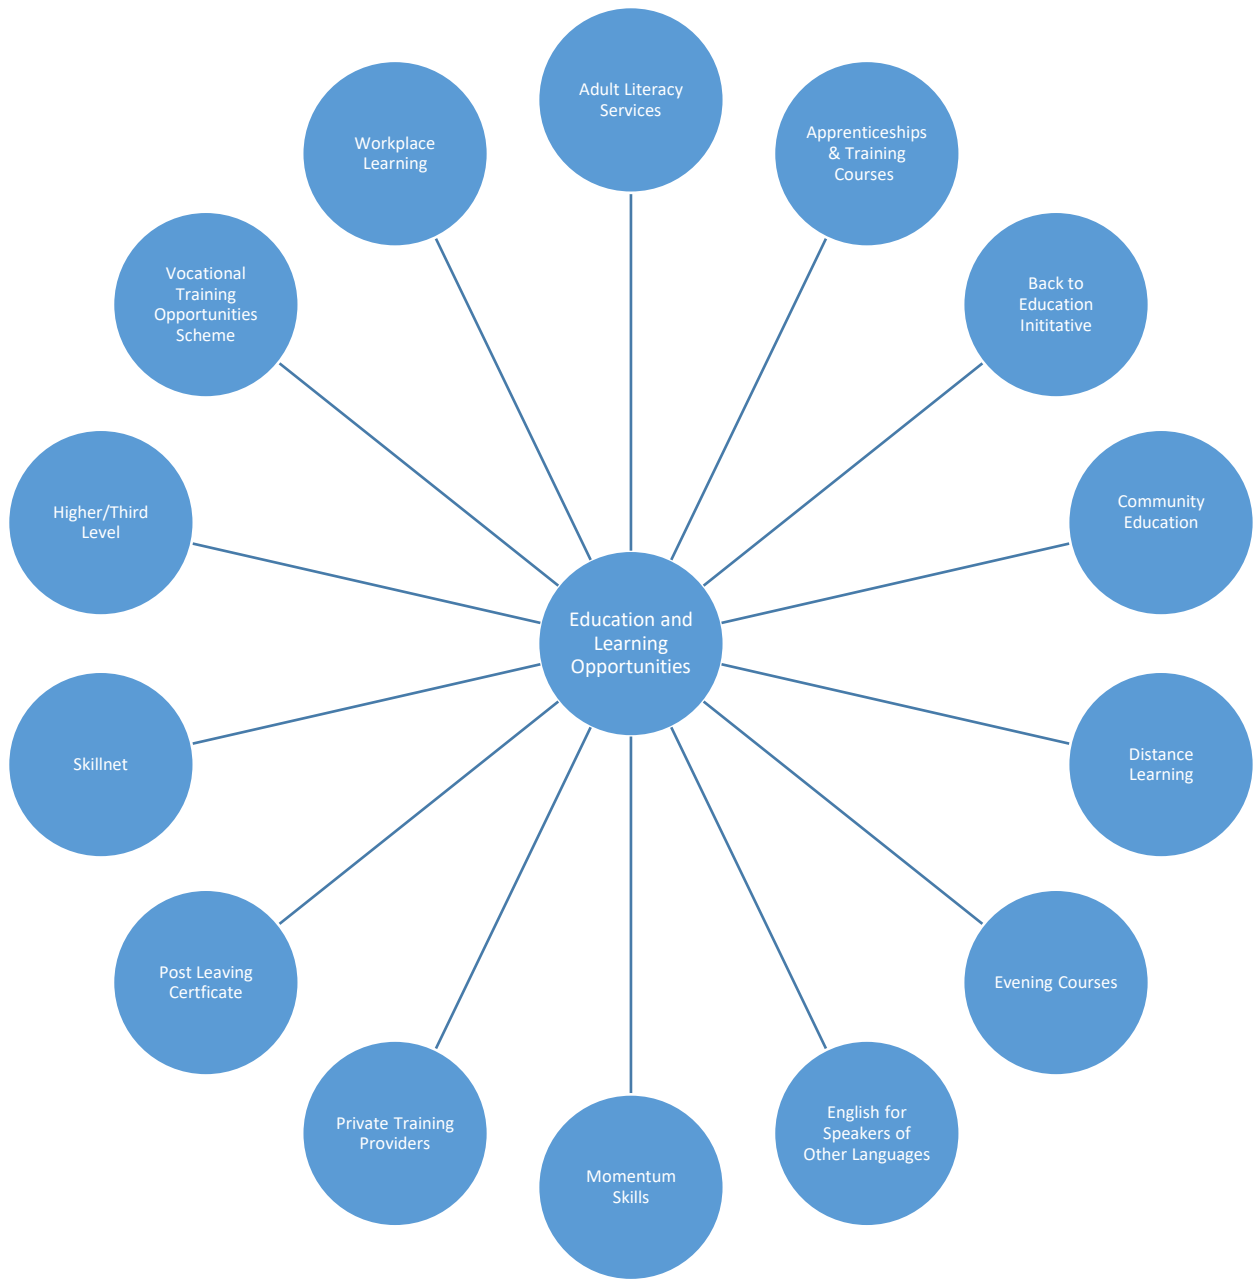 Adult Literacy
Services
Apprenticeships
& Training
Courses
Back to
Education
Inititative
Community
Education
Distance
Learning
Evening Courses
English for
Speakers of
Other Languages
Momentum
Skills
Private Training
Providers
Post Leaving
Certficate
Skillnet
Higher/Third
Level
Vocational
Training
Opportunities
Scheme
Workplace
Learning
Education and
Learning
Opportunities